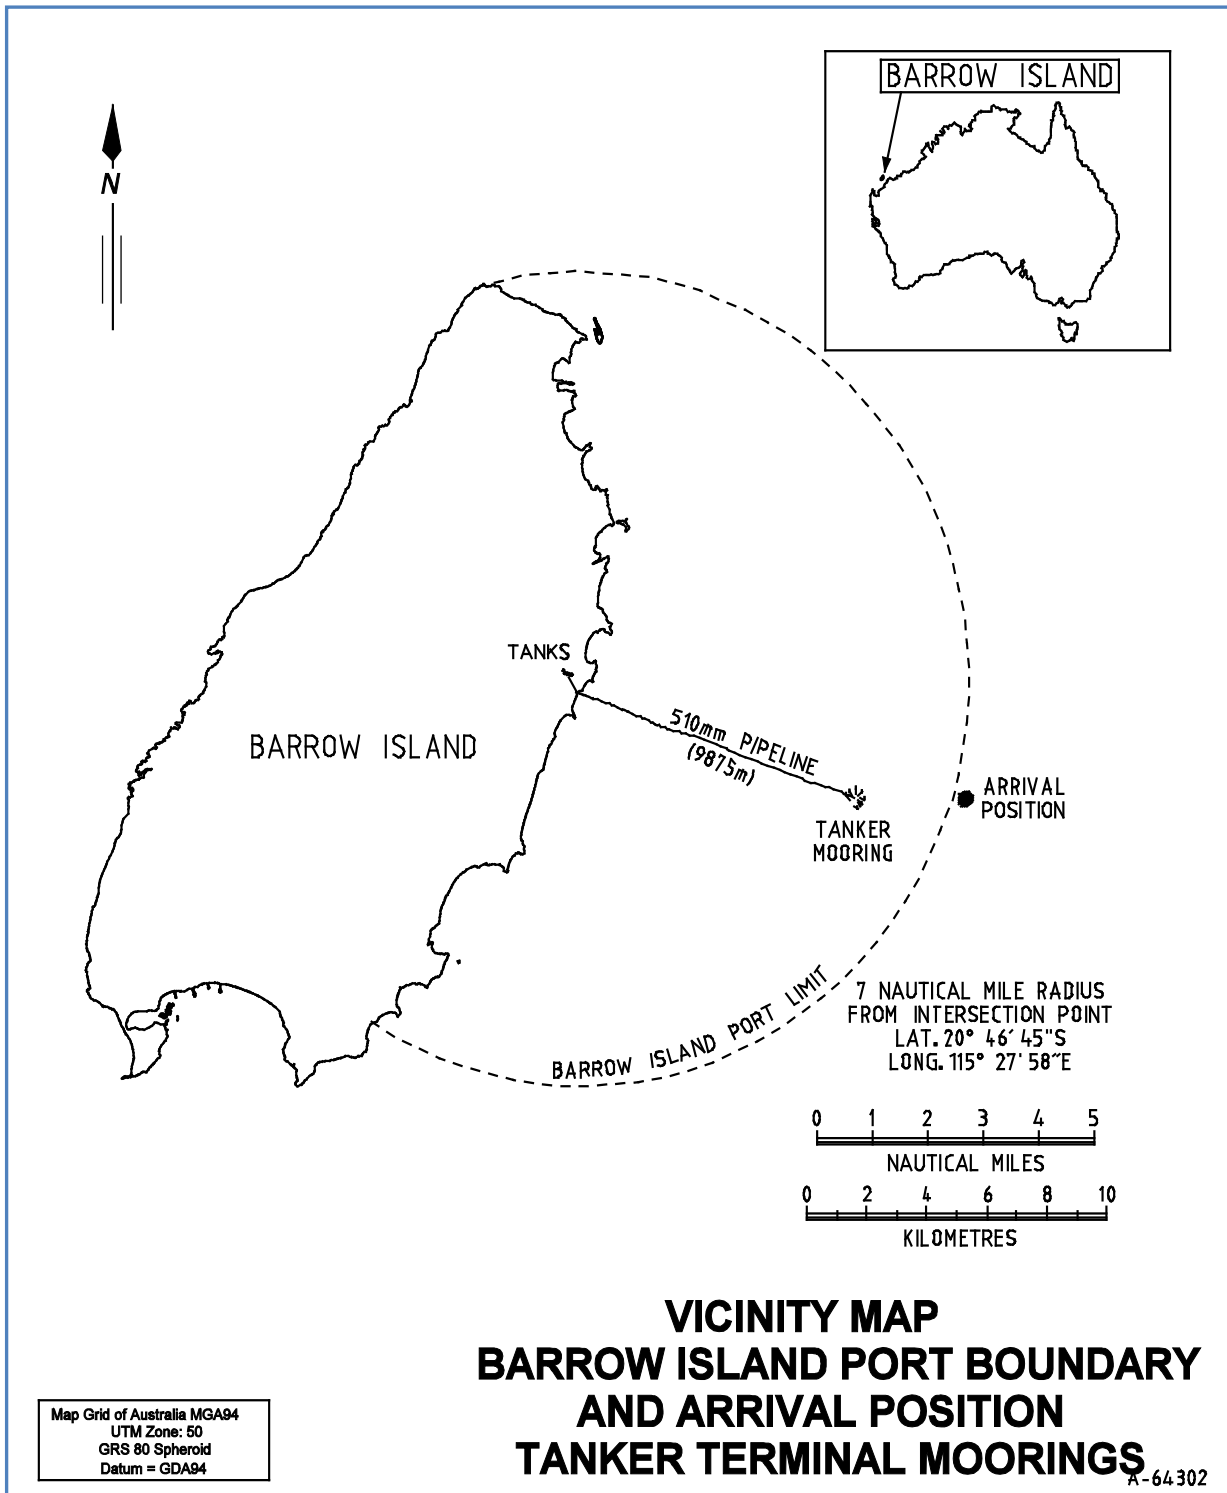 BARROW ISLAND
N
TANKS
BARROW ISLAND
510mm PIPELINE
(9875m)
TANKER
MOORING
ARRIVAL
POSITION
BARROW ISLAND PORT LIMIT
7 NAUTICAL MILE RADIUS
FROM INTERSECTION POINT
LAT. 20° 46' 45"S
LONG. 115° 27' 58"E
0 1 2 3 4 5
NAUTICAL MILES
0 2 4 6 8 10
KILOMETRES
VICINITY MAP
BARROW ISLAND PORT BOUNDARY
AND ARRIVAL POSITION
TANKER TERMINAL MOORINGS
A-64302
Map Grid of Australia MGA94
UTM Zone: 50
GRS 80 Spheroid
Datum = GDA94